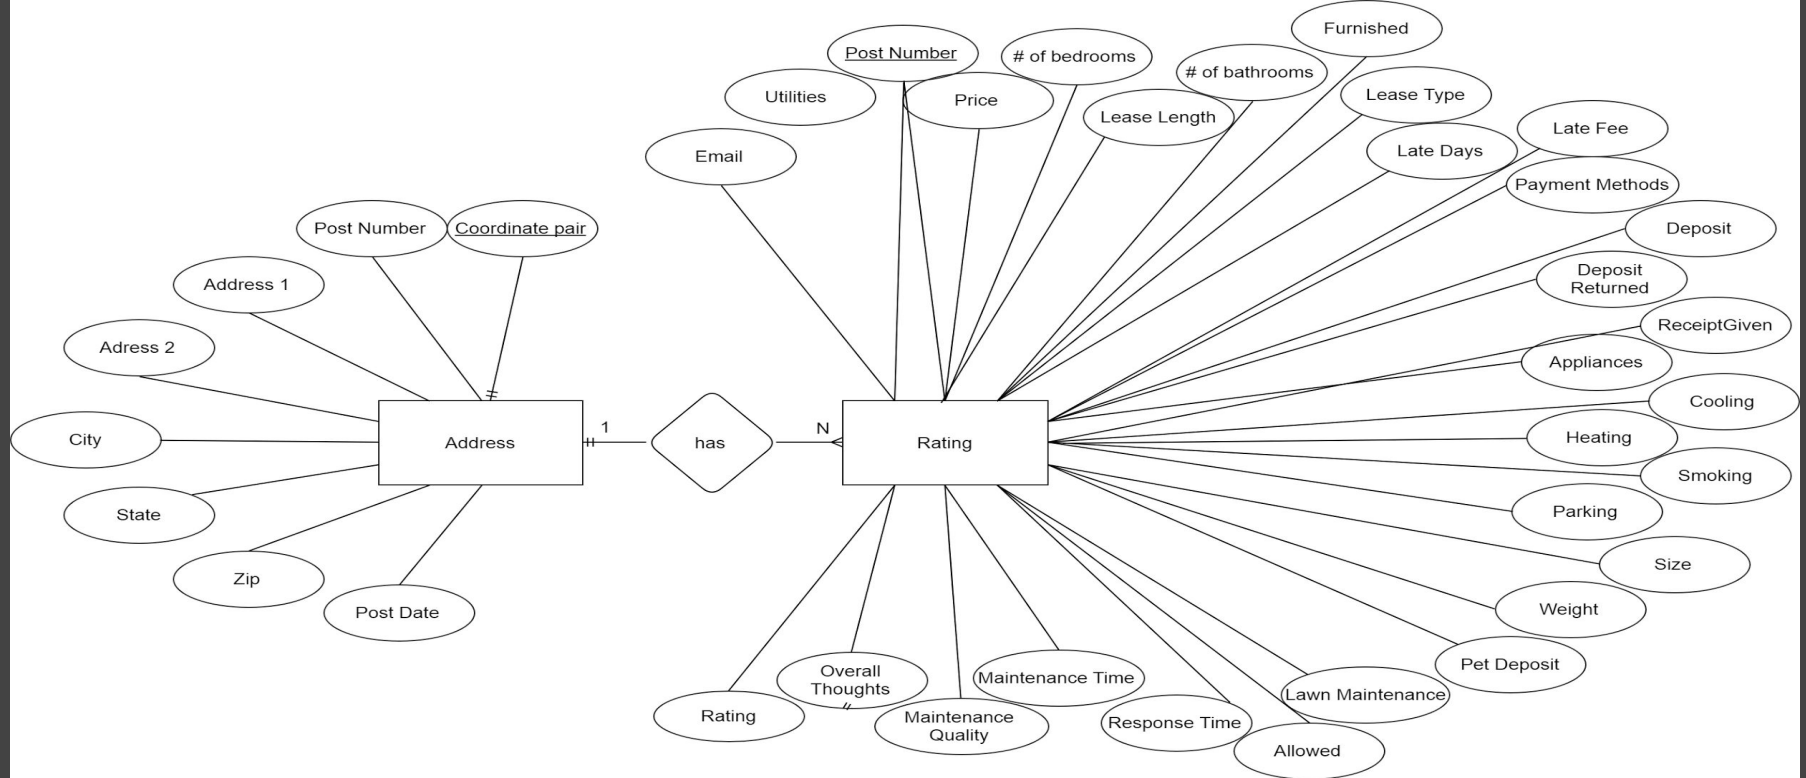 Furnished
Post Number
# of bedrooms
# of bathrooms
Utilities
Price
Lease Type
Lease Length
Late Fee
Email
Late Days
Payment Methods
Post Number
Coordinate pair
Deposit
Address 1
Deposit
Returned
ReceiptGiven
Adress 2
Appliances
Cooling
City
Address
1
has
N
Rating
Heating
Smoking
State
Parking
Zip
Size
Post Date
Weight
Pet Deposit
Overall
Thoughts
Maintenance Time
Lawn Maintenance
Rating
Maintenance
Quality
Response Time
Allowed